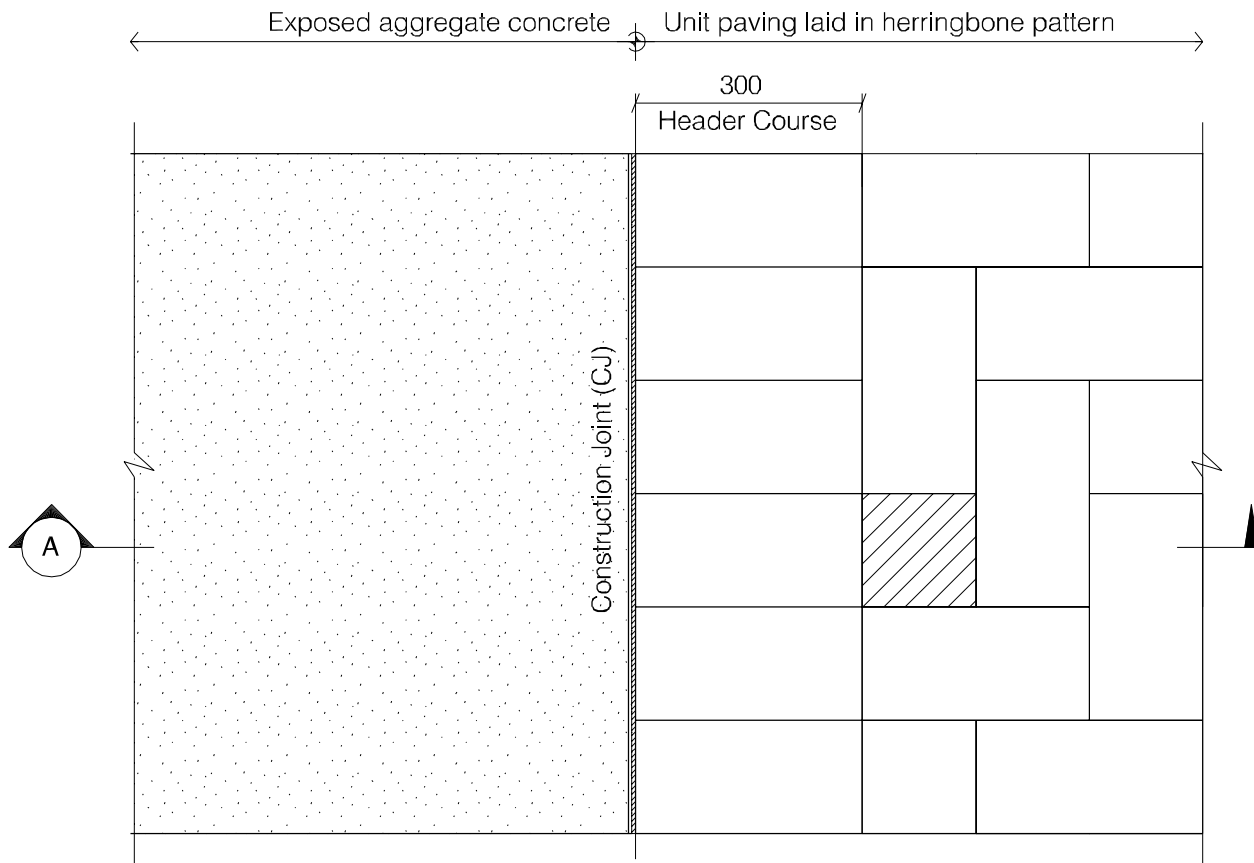 Exposed aggregate concrete
Unit paving laid in herringbone pattern
300
Header Course
Construction Joint (CJ)
A